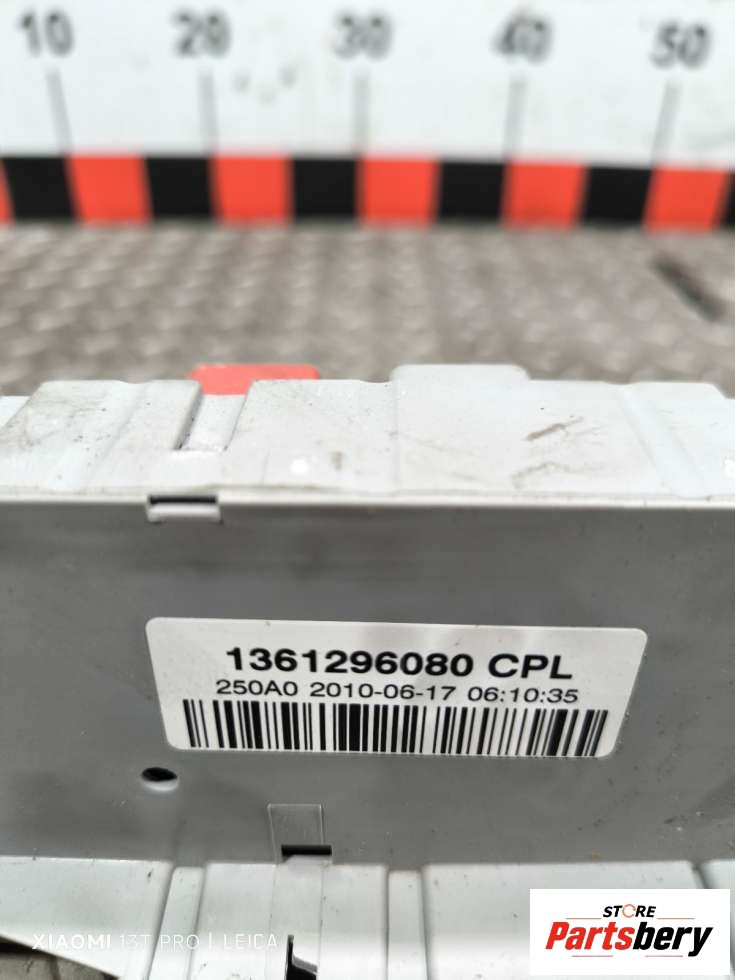 10 20 30 40 50
1361296080 CPL
250A0 2010-06-17 06:10:35
XIAOMI 13T PRO | LEICA
STORE
Partsbery